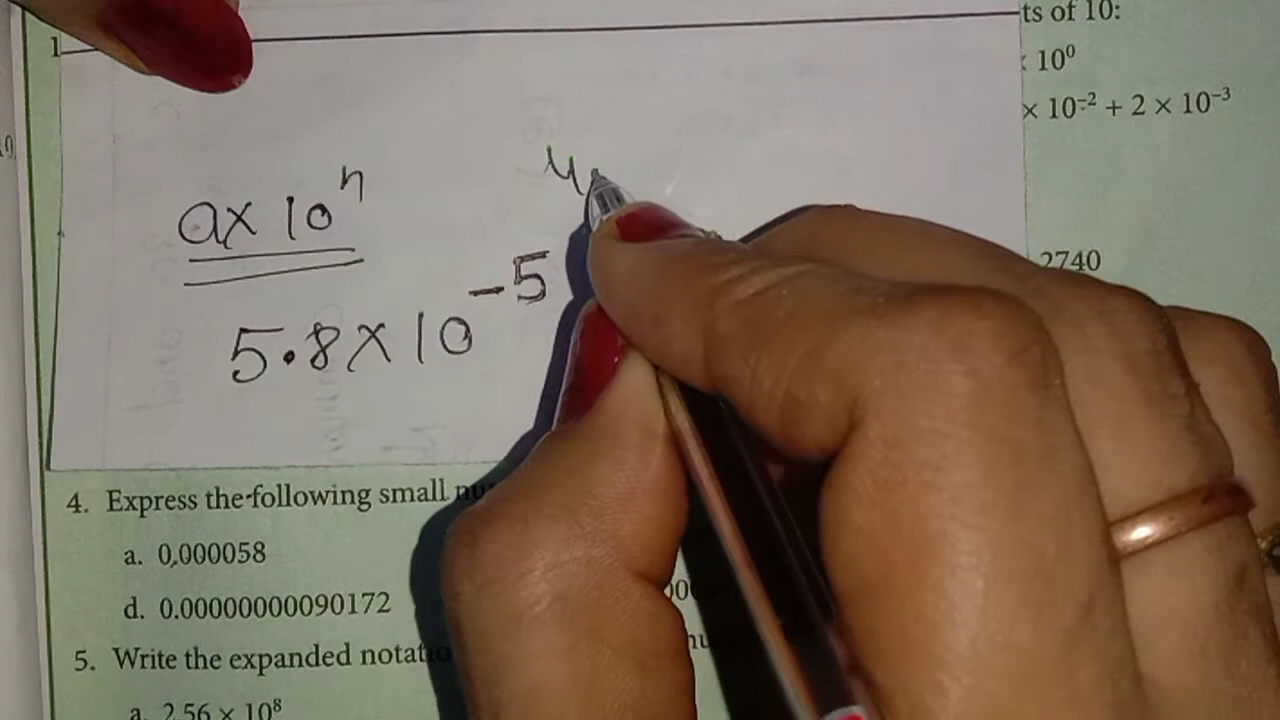 1
ts of 10:
10⁰
× 10⁻² + 2 × 10⁻³
a × 10ⁿ
2740
5.8 × 10⁻⁵
4. Express the following small
a. 0.000058
d. 0.00000000090172
5. Write the expanded
a. 2.56 × 10⁸